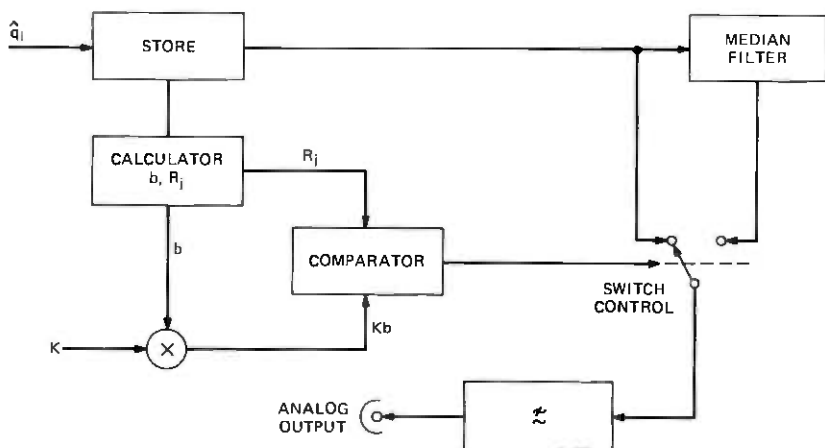 q̂ᵢ
STORE
MEDIAN
FILTER
CALCULATOR
b, Rⱼ
Rⱼ
b
COMPARATOR
SWITCH
CONTROL
Kb
K
×
ANALOG
OUTPUT
≈